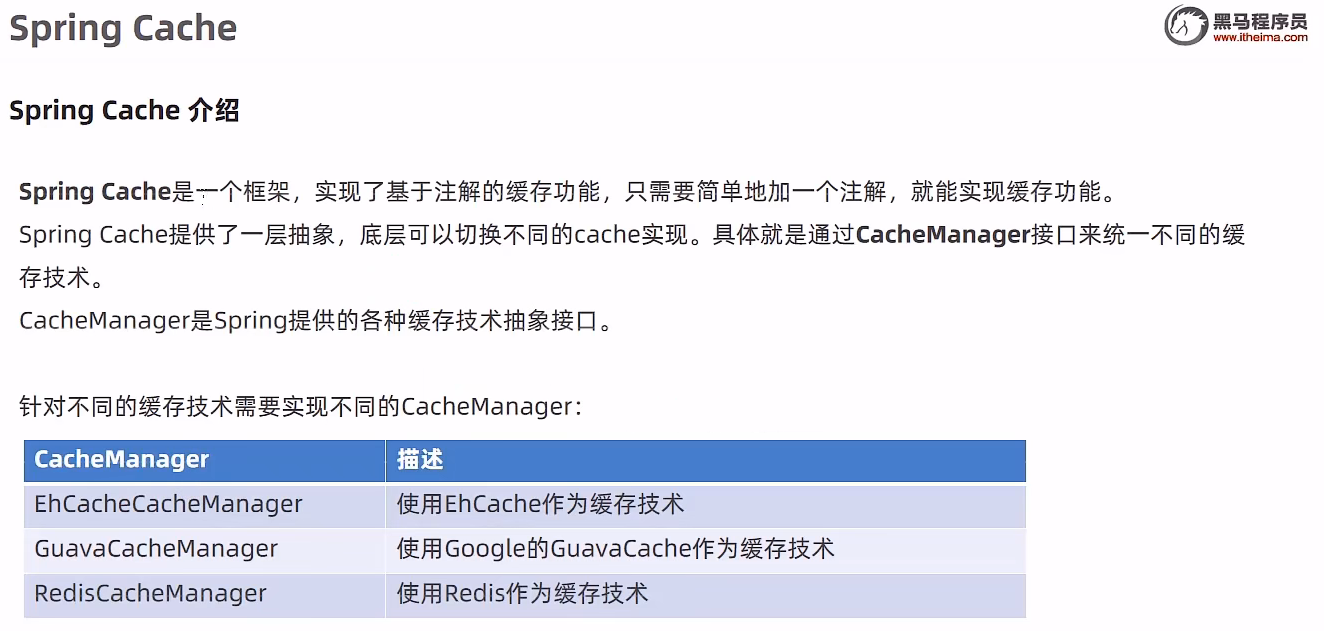 Spring Cache
黑马程序员
www.itheima.com
Spring Cache 介绍
Spring Cache是一个框架，实现了基于注解的缓存功能，只需要简单地加一个注解，就能实现缓存功能。
Spring Cache提供了一层抽象，底层可以切换不同的cache实现。具体就是通过CacheManager接口来统一不同的缓
存技术。
CacheManager是Spring提供的各种缓存技术抽象接口。
针对不同的缓存技术需要实现不同的CacheManager：
CacheManager 描述
EhCacheCacheManager 使用EhCache作为缓存技术
GuavaCacheManager 使用Google的GuavaCache作为缓存技术
RedisCacheManager 使用Redis作为缓存技术